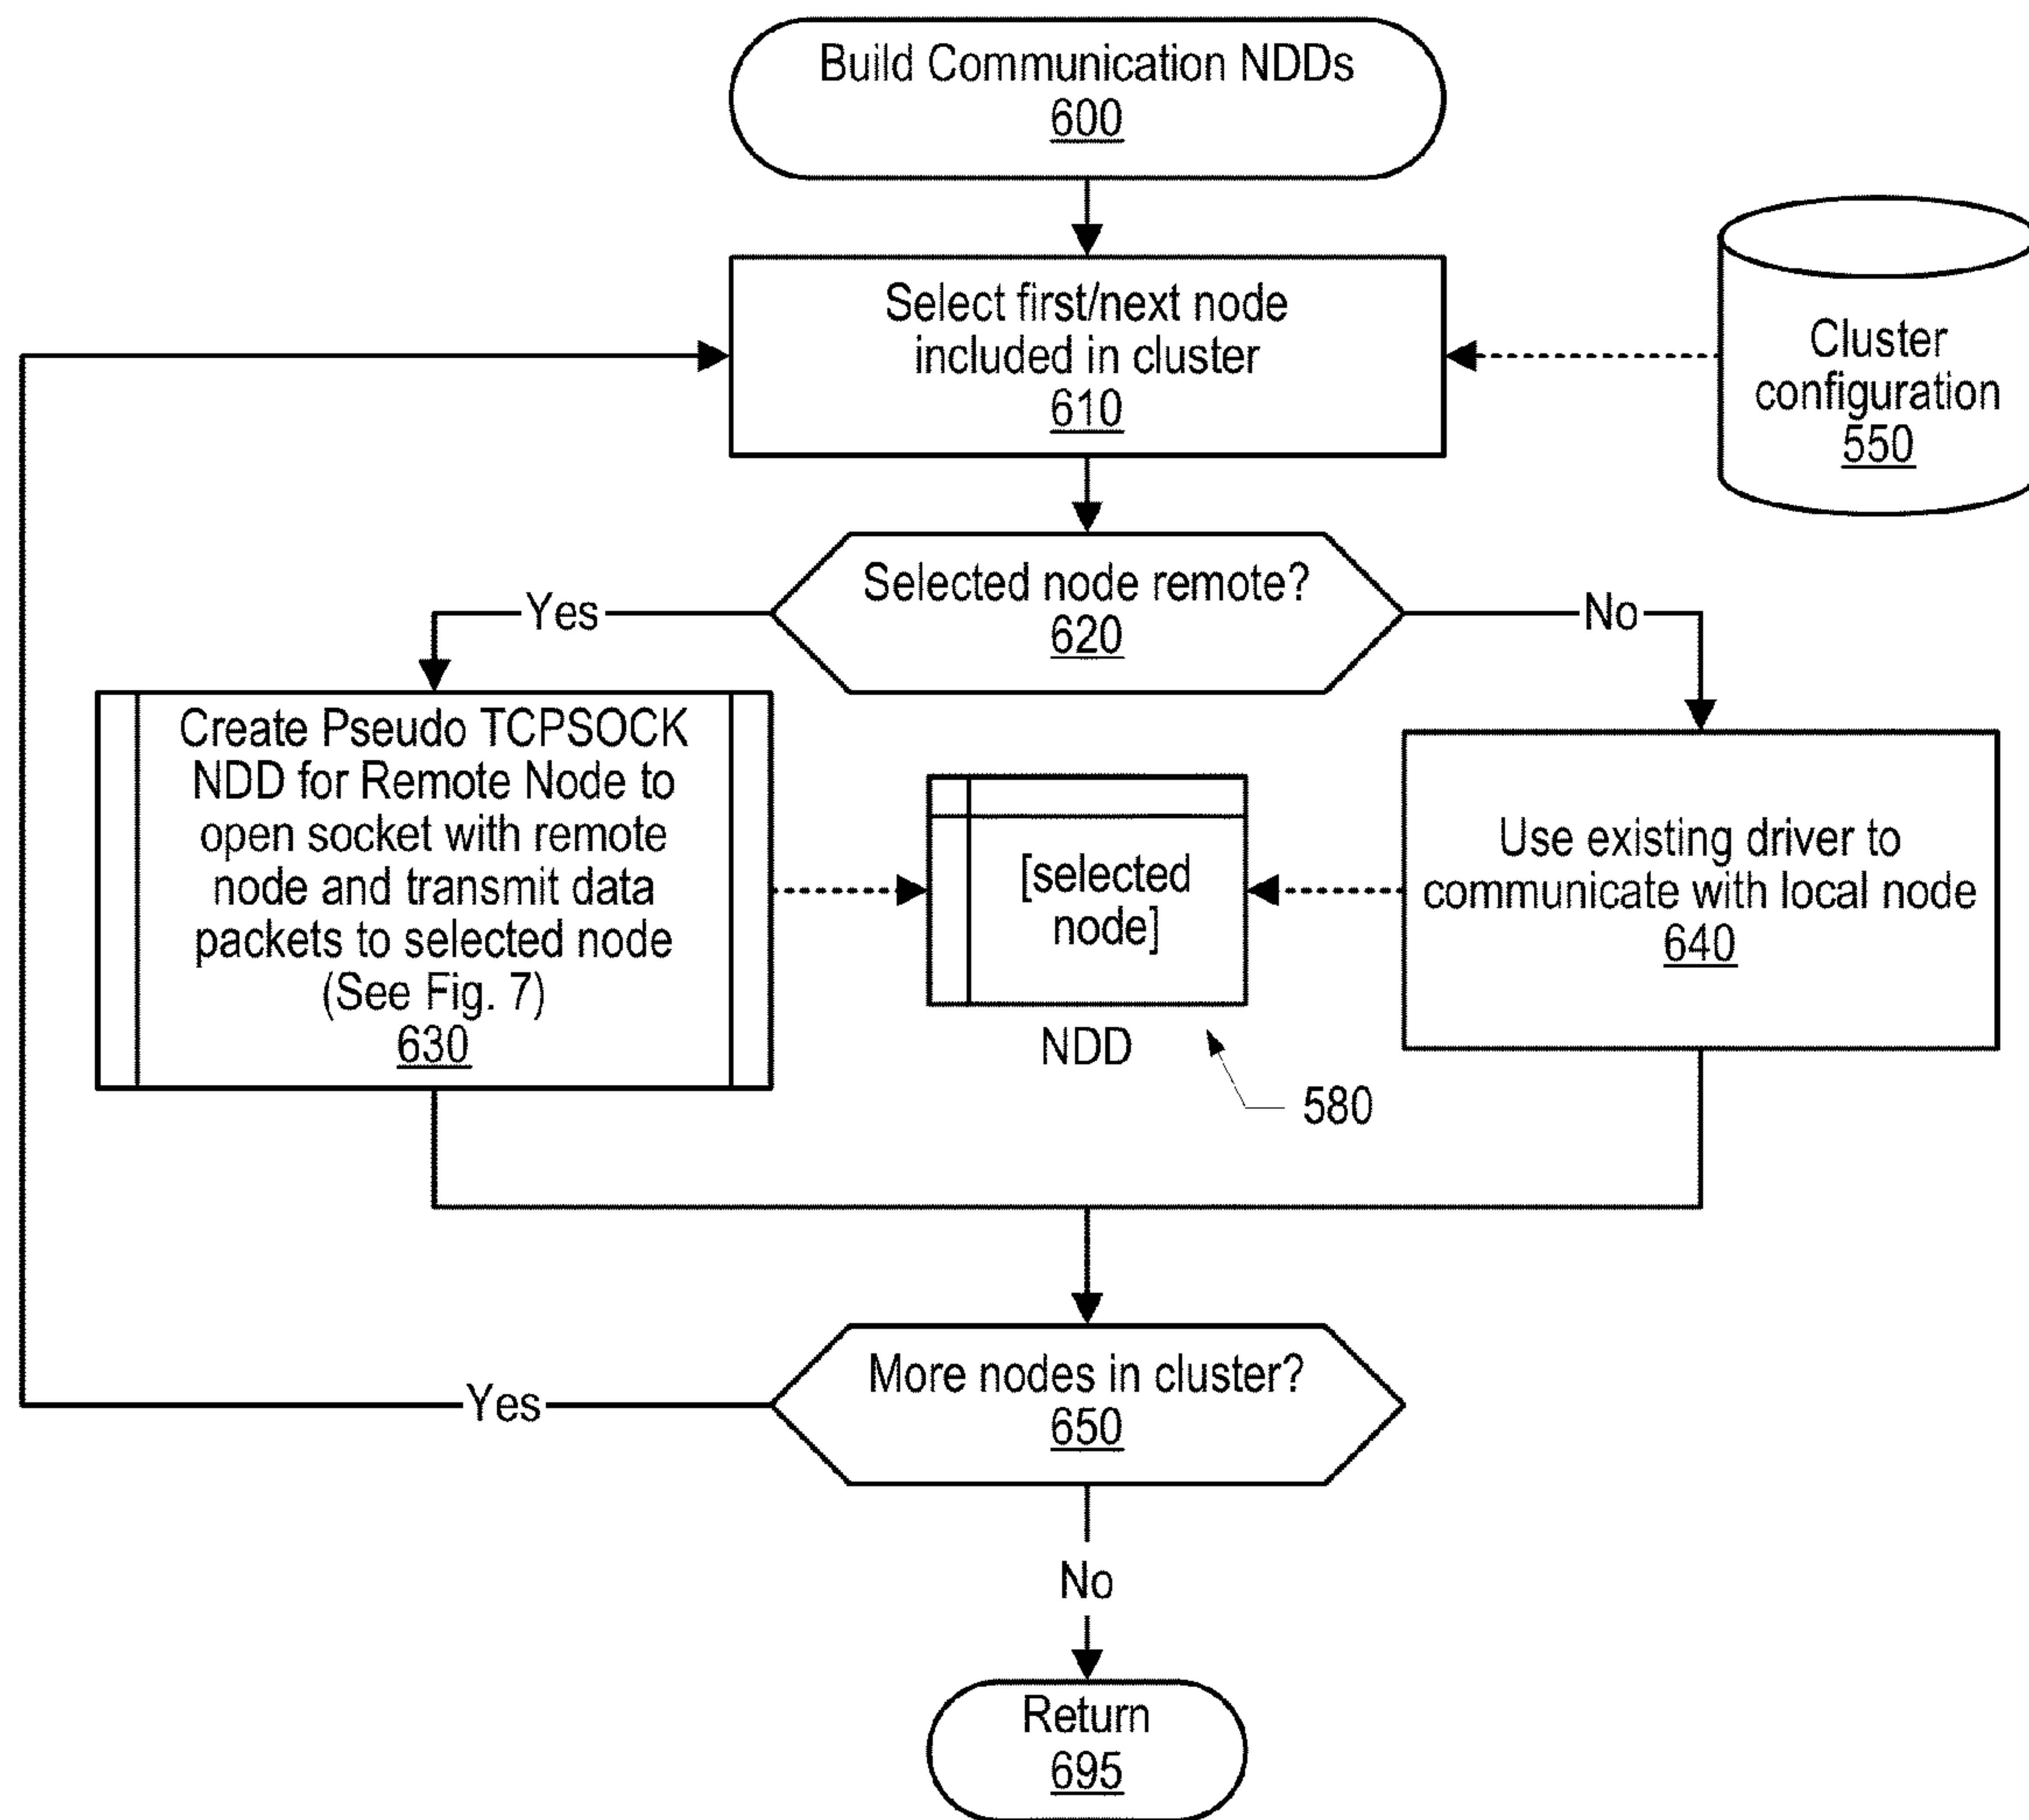 Build Communication NDDs
600
Select first/next node
included in cluster
610
Cluster
configuration
550
Selected node remote?
620
Yes
No
Create Pseudo TCPSOCK
NDD for Remote Node to
open socket with remote
node and transmit data
packets to selected node
(See Fig. 7)
630
[selected
node]
NDD
580
Use existing driver to
communicate with local node
640
More nodes in cluster?
650
Yes
No
Return
695